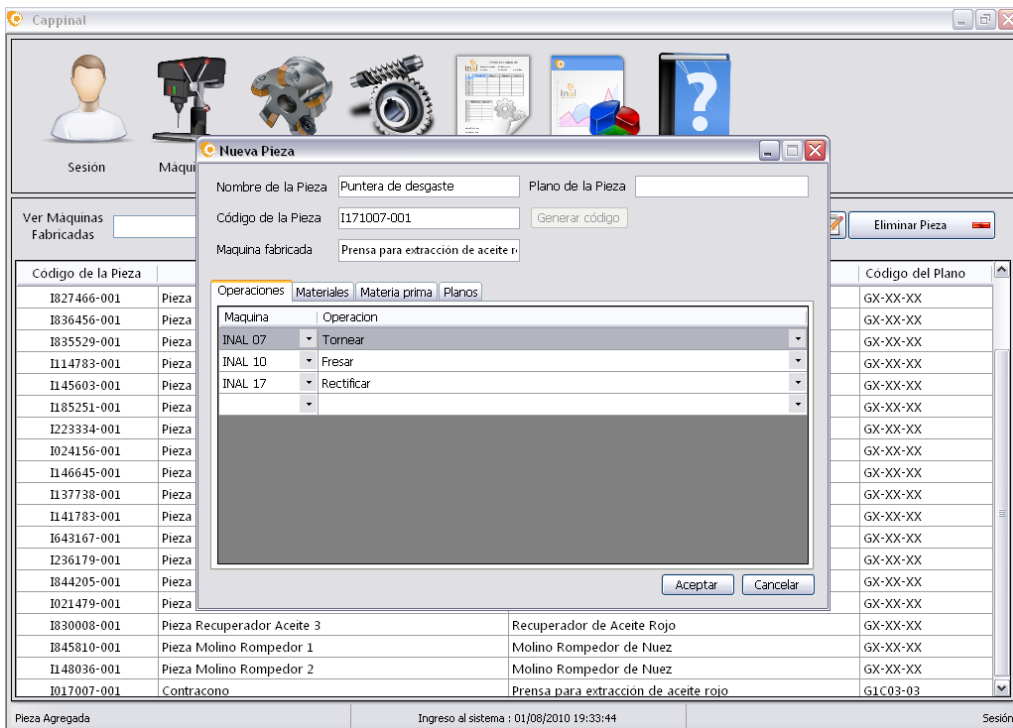 Cappinal
Sesión
Máqui
Nueva Pieza
Nombre de la Pieza Puntera de desgaste Plano de la Pieza
Código de la Pieza I171007-001 Generar código
Maquina fabricada Prensa para extracción de aceite r
Ver Máquinas
Fabricadas
Eliminar Pieza
Operaciones Materiales Materia prima Planos
Maquina Operacion
INAL 07 Tornear
INAL 10 Fresar
INAL 17 Rectificar
Aceptar Cancelar
Código de la Pieza Código del Plano
I827466-001 Pieza GX-XX-XX
I836456-001 Pieza GX-XX-XX
I835529-001 Pieza GX-XX-XX
I114783-001 Pieza GX-XX-XX
I145603-001 Pieza GX-XX-XX
I185251-001 Pieza GX-XX-XX
I223334-001 Pieza GX-XX-XX
I024156-001 Pieza GX-XX-XX
I146645-001 Pieza GX-XX-XX
I137738-001 Pieza GX-XX-XX
I141783-001 Pieza GX-XX-XX
I643167-001 Pieza GX-XX-XX
I236179-001 Pieza GX-XX-XX
I844205-001 Pieza GX-XX-XX
I021479-001 Pieza GX-XX-XX
I830008-001 Pieza Recuperador Aceite 3 Recuperador de Aceite Rojo GX-XX-XX
I845810-001 Pieza Molino Rompedor 1 Molino Rompedor de Nuez GX-XX-XX
I148036-001 Pieza Molino Rompedor 2 Molino Rompedor de Nuez GX-XX-XX
I017007-001 Contracono Prensa para extracción de aceite rojo G1C03-03
Pieza Agregada Ingreso al sistema : 01/08/2010 19:33:44 Sesión